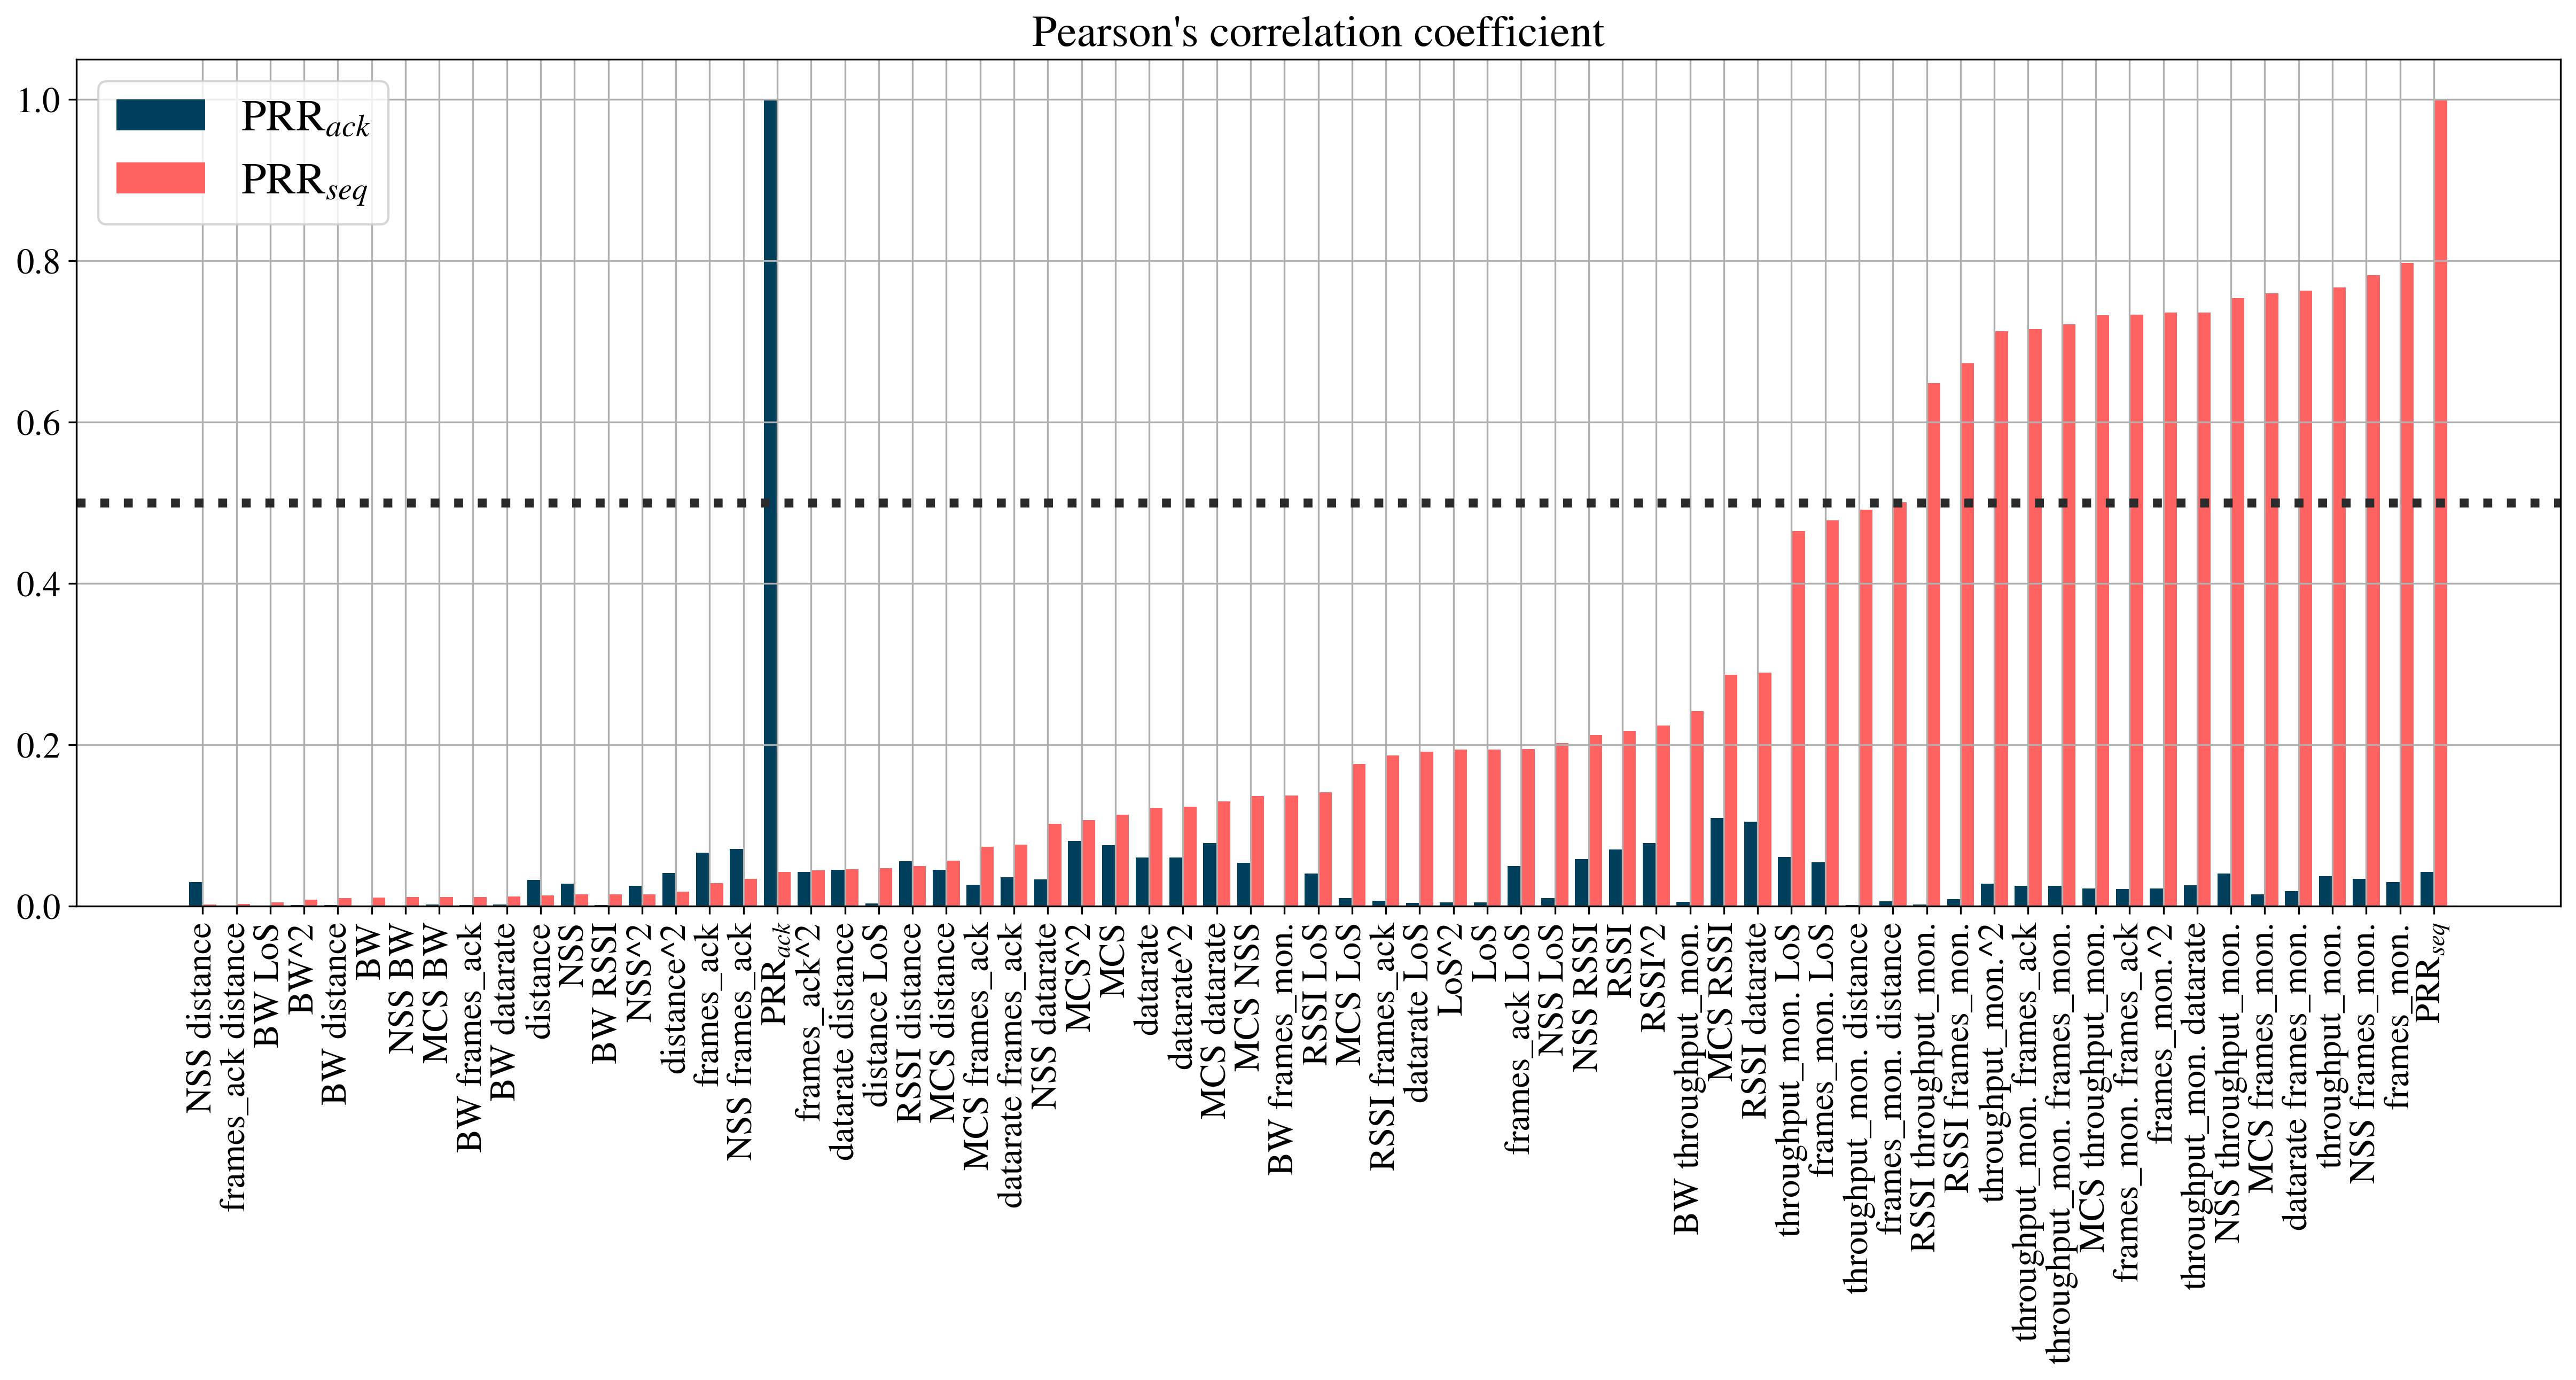 Pearson's correlation coefficient
PRR_ack
PRR_seq
1.0
0.8
0.6
0.4
0.2
0.0
NSS distance
frames_ack distance
BW LoS
BW^2
BW distance
BW
NSS BW
MCS BW
BW frames_ack
BW datarate
distance
NSS
BW RSSI
NSS^2
distance^2
frames_ack
NSS frames_ack
PRR_ack
frames_ack^2
datarate distance
distance LoS
RSSI distance
MCS distance
MCS frames_ack
datarate frames_ack
NSS datarate
MCS^2
MCS
datarate
datarate^2
MCS datarate
MCS NSS
BW frames_mon.
RSSI LoS
MCS LoS
RSSI frames_ack
datarate LoS
LoS^2
LoS
frames_ack LoS
NSS LoS
NSS RSSI
RSSI
RSSI^2
BW throughput_mon.
MCS RSSI
RSSI datarate
throughput_mon. LoS
frames_mon. LoS
throughput_mon. distance
frames_mon. distance
RSSI throughput_mon.
RSSI frames_mon.
throughput_mon.^2
throughput_mon. frames_ack
throughput_mon. frames_mon.
MCS throughput_mon.
frames_mon. frames_ack
frames_mon.^2
throughput_mon. datarate
NSS throughput_mon.
MCS frames_mon.
datarate frames_mon.
throughput_mon.
NSS frames_mon.
frames_mon.
PRR_seq